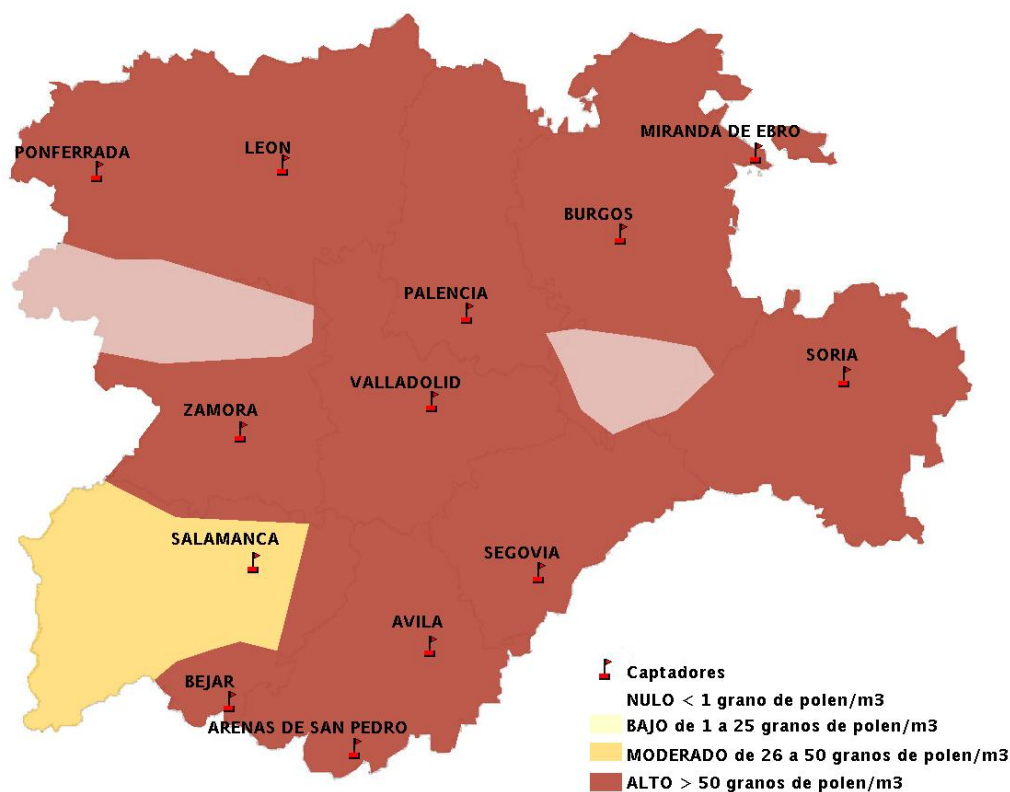 MIRANDA DE EBRO
PONFERRADA
LEON
BURGOS
PALENCIA
SORIA
VALLADOLID
ZAMORA
SALAMANCA
SEGOVIA
AVILA
BEJAR
ARENAS DE SAN PEDRO
Captadores
NULO < 1 grano de polen/m3
BAJO de 1 a 25 granos de polen/m3
MODERADO de 26 a 50 granos de polen/m3
ALTO > 50 granos de polen/m3